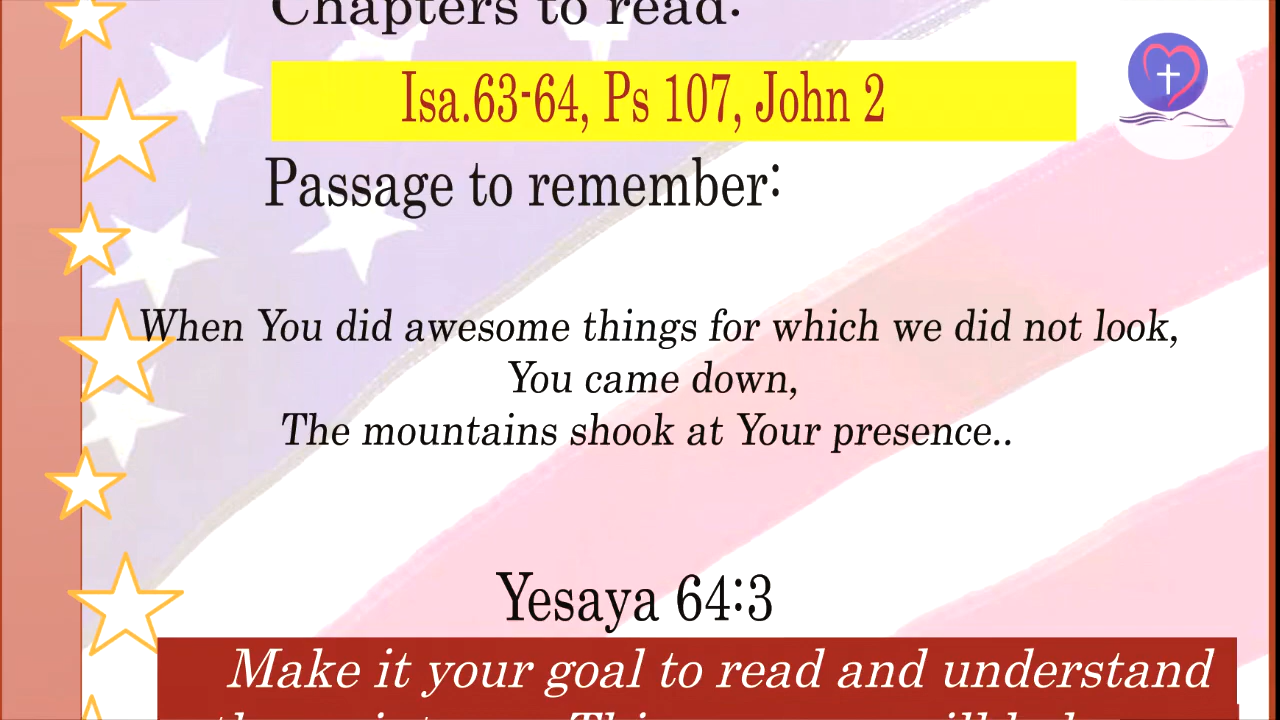 Chapters to read:
Isa.63-64, Ps 107, John 2
Passage to remember:
When You did awesome things for which we did not look,
You came down,
The mountains shook at Your presence..
Yesaya 64:3
Make it your goal to read and understand